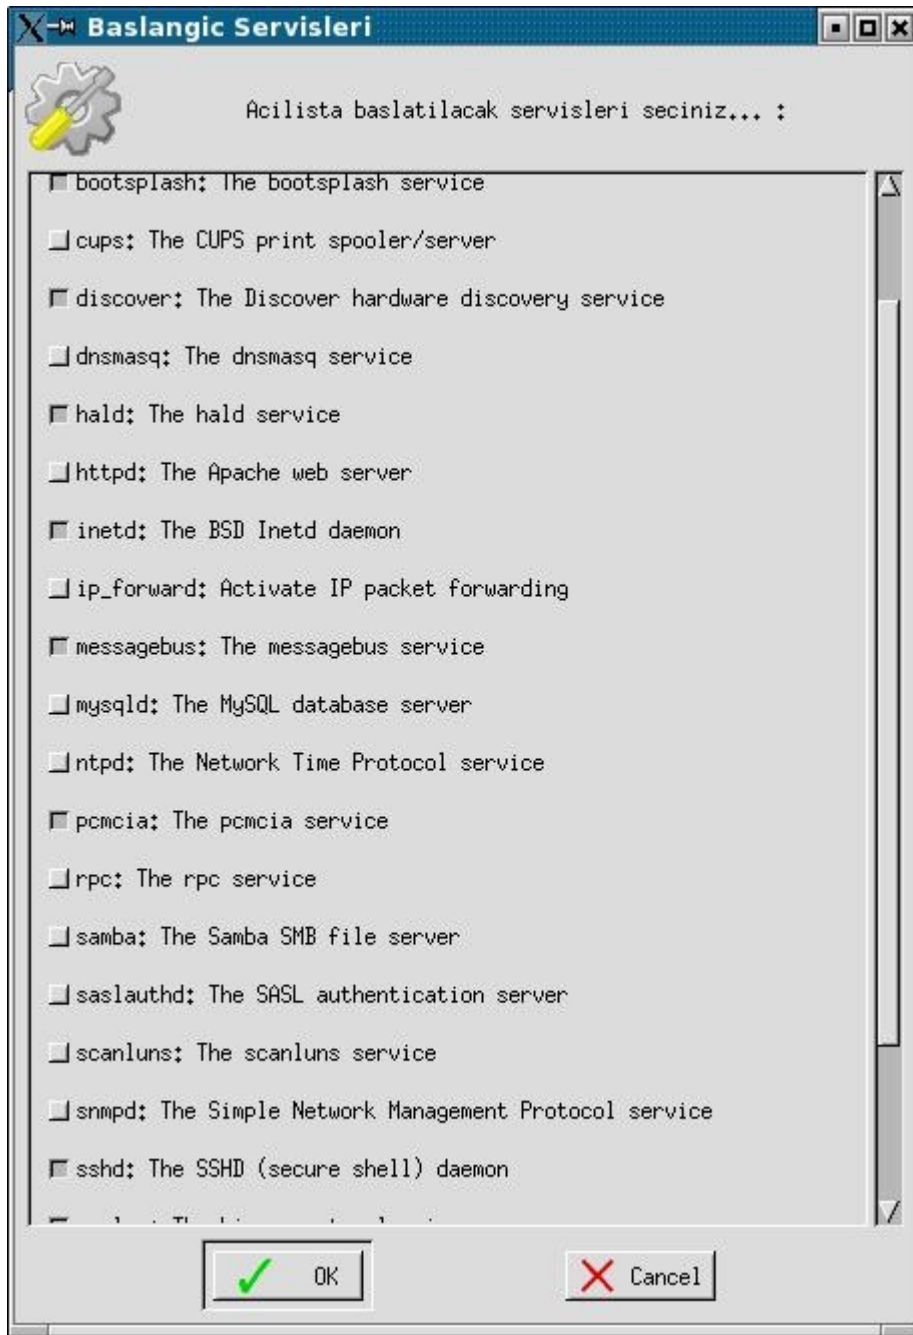 Baslangic Servisleri
Acilista baslatilacak servisleri seciniz... :
bootsplash: The bootsplash service
cups: The CUPS print spooler/server
discover: The Discover hardware discovery service
dnsmasq: The dnsmasq service
hald: The hald service
httpd: The Apache web server
inetd: The BSD Inetd daemon
ip_forward: Activate IP packet forwarding
messagebus: The messagebus service
mysqld: The MySQL database server
ntpd: The Network Time Protocol service
pcmcia: The pcmcia service
rpc: The rpc service
samba: The Samba SMB file server
saslauthd: The SASL authentication server
scanluns: The scanluns service
snmpd: The Simple Network Management Protocol service
sshd: The SSHD (secure shell) daemon
OK
Cancel